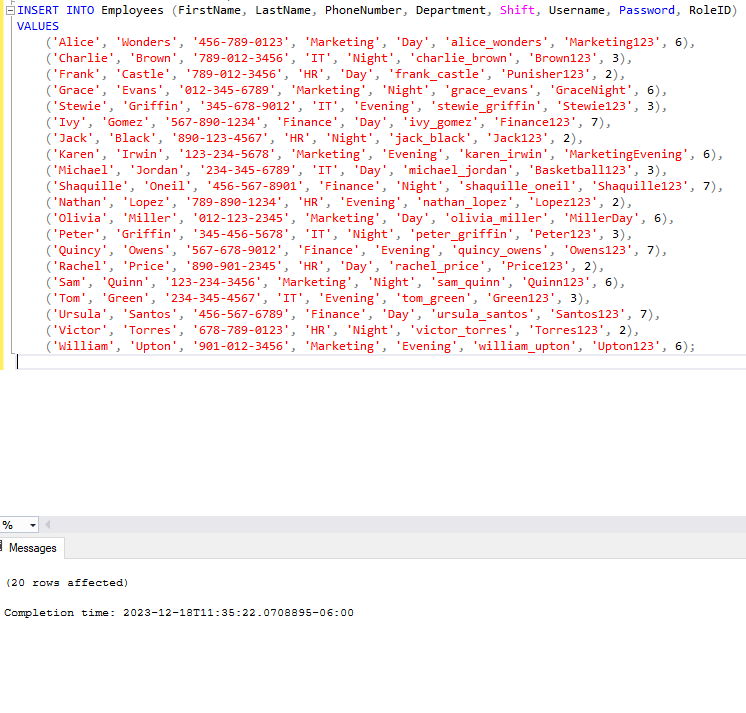 INSERT INTO Employees (FirstName, LastName, PhoneNumber, Department, Shift, Username, Password, RoleID)
VALUES
('Alice', 'Wonders', '456-789-0123', 'Marketing', 'Day', 'alice_wonders', 'Marketing123', 6),
('Charlie', 'Brown', '789-012-3456', 'IT', 'Night', 'charlie_brown', 'Brown123', 3),
('Frank', 'Castle', '789-123-3456', 'HR', 'Day', 'frank_castle', 'Punisher123', 2),
('Grace', 'Evans', '012-345-6789', 'Marketing', 'Night', 'grace_evans', 'GraceNight', 6),
('Stewie', 'Griffin', '345-678-9012', 'IT', 'Evening', 'stewie_griffin', 'Stewie123', 3),
('Ivy', 'Gomez', '567-890-1234', 'Finance', 'Day', 'ivy_gomez', 'Finance123', 7),
('Jack', 'Black', '890-123-4567', 'HR', 'Night', 'jack_black', 'Jack123', 2),
('Karen', 'Irwin', '123-234-5678', 'Marketing', 'Evening', 'karen_irwin', 'MarketingEvening', 6),
('Michael', 'Jordan', '234-345-6789', 'IT', 'Day', 'michael_jordan', 'Basketball123', 3),
('Shaquille', 'Oneil', '456-567-8901', 'Finance', 'Night', 'shaquille_oneil', 'Shaquille123', 7),
('Nathan', 'Lopez', '789-890-1234', 'HR', 'Evening', 'nathan_lopez', 'Lopez123', 2),
('Olivia', 'Miller', '012-123-2345', 'Marketing', 'Day', 'olivia_miller', 'MillerDay', 6),
('Peter', 'Griffin', '345-456-5678', 'IT', 'Night', 'peter_griffin', 'Peter123', 3),
('Quincy', 'Owens', '567-678-9012', 'Finance', 'Evening', 'quincy_owens', 'Owens123', 7),
('Rachel', 'Price', '890-901-2345', 'HR', 'Day', 'rachel_price', 'Price123', 2),
('Sam', 'Quinn', '123-234-3456', 'Marketing', 'Night', 'sam_quinn', 'Quinn123', 6),
('Tom', 'Green', '234-345-4567', 'IT', 'Evening', 'tom_green', 'Green123', 3),
('Ursula', 'Santos', '456-567-6789', 'Finance', 'Day', 'ursula_santos', 'Santos123', 7),
('Victor', 'Torres', '678-789-0123', 'HR', 'Night', 'victor_torres', 'Torres123', 2),
('William', 'Upton', '901-012-3456', 'Marketing', 'Evening', 'william_upton', 'Upton123', 6);
%
Messages
(20 rows affected)
Completion time: 2023-12-18T11:35:22.0708895-06:00